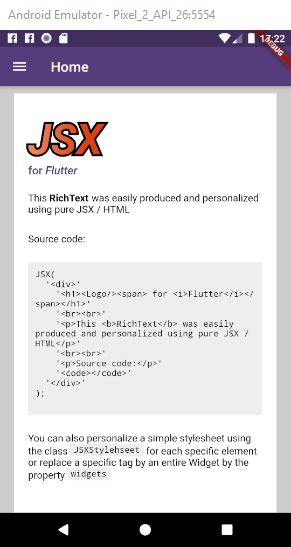 Android Emulator - Pixel_2_API_26:5554
17:22
DEBUG
Home
JSX
for Flutter
This RichText was easily produced and personalized
using pure JSX / HTML
Source code:
JSX(
'<div>'
'<h1><Logo/><span> for <i>Flutter</i></
span></h1>'
'<br><br>'
'<p>This <b>RichText</b> was easily
produced and personalized using pure JSX /
HTML</p>'
'<br><br>'
'<p>Source code:</p>'
'<code></code>'
'</div>'
);
You can also personalize a simple stylesheet using
the class JSXStylehseet for each specific element
or replace a specific tag by an entire Widget by the
property widgets